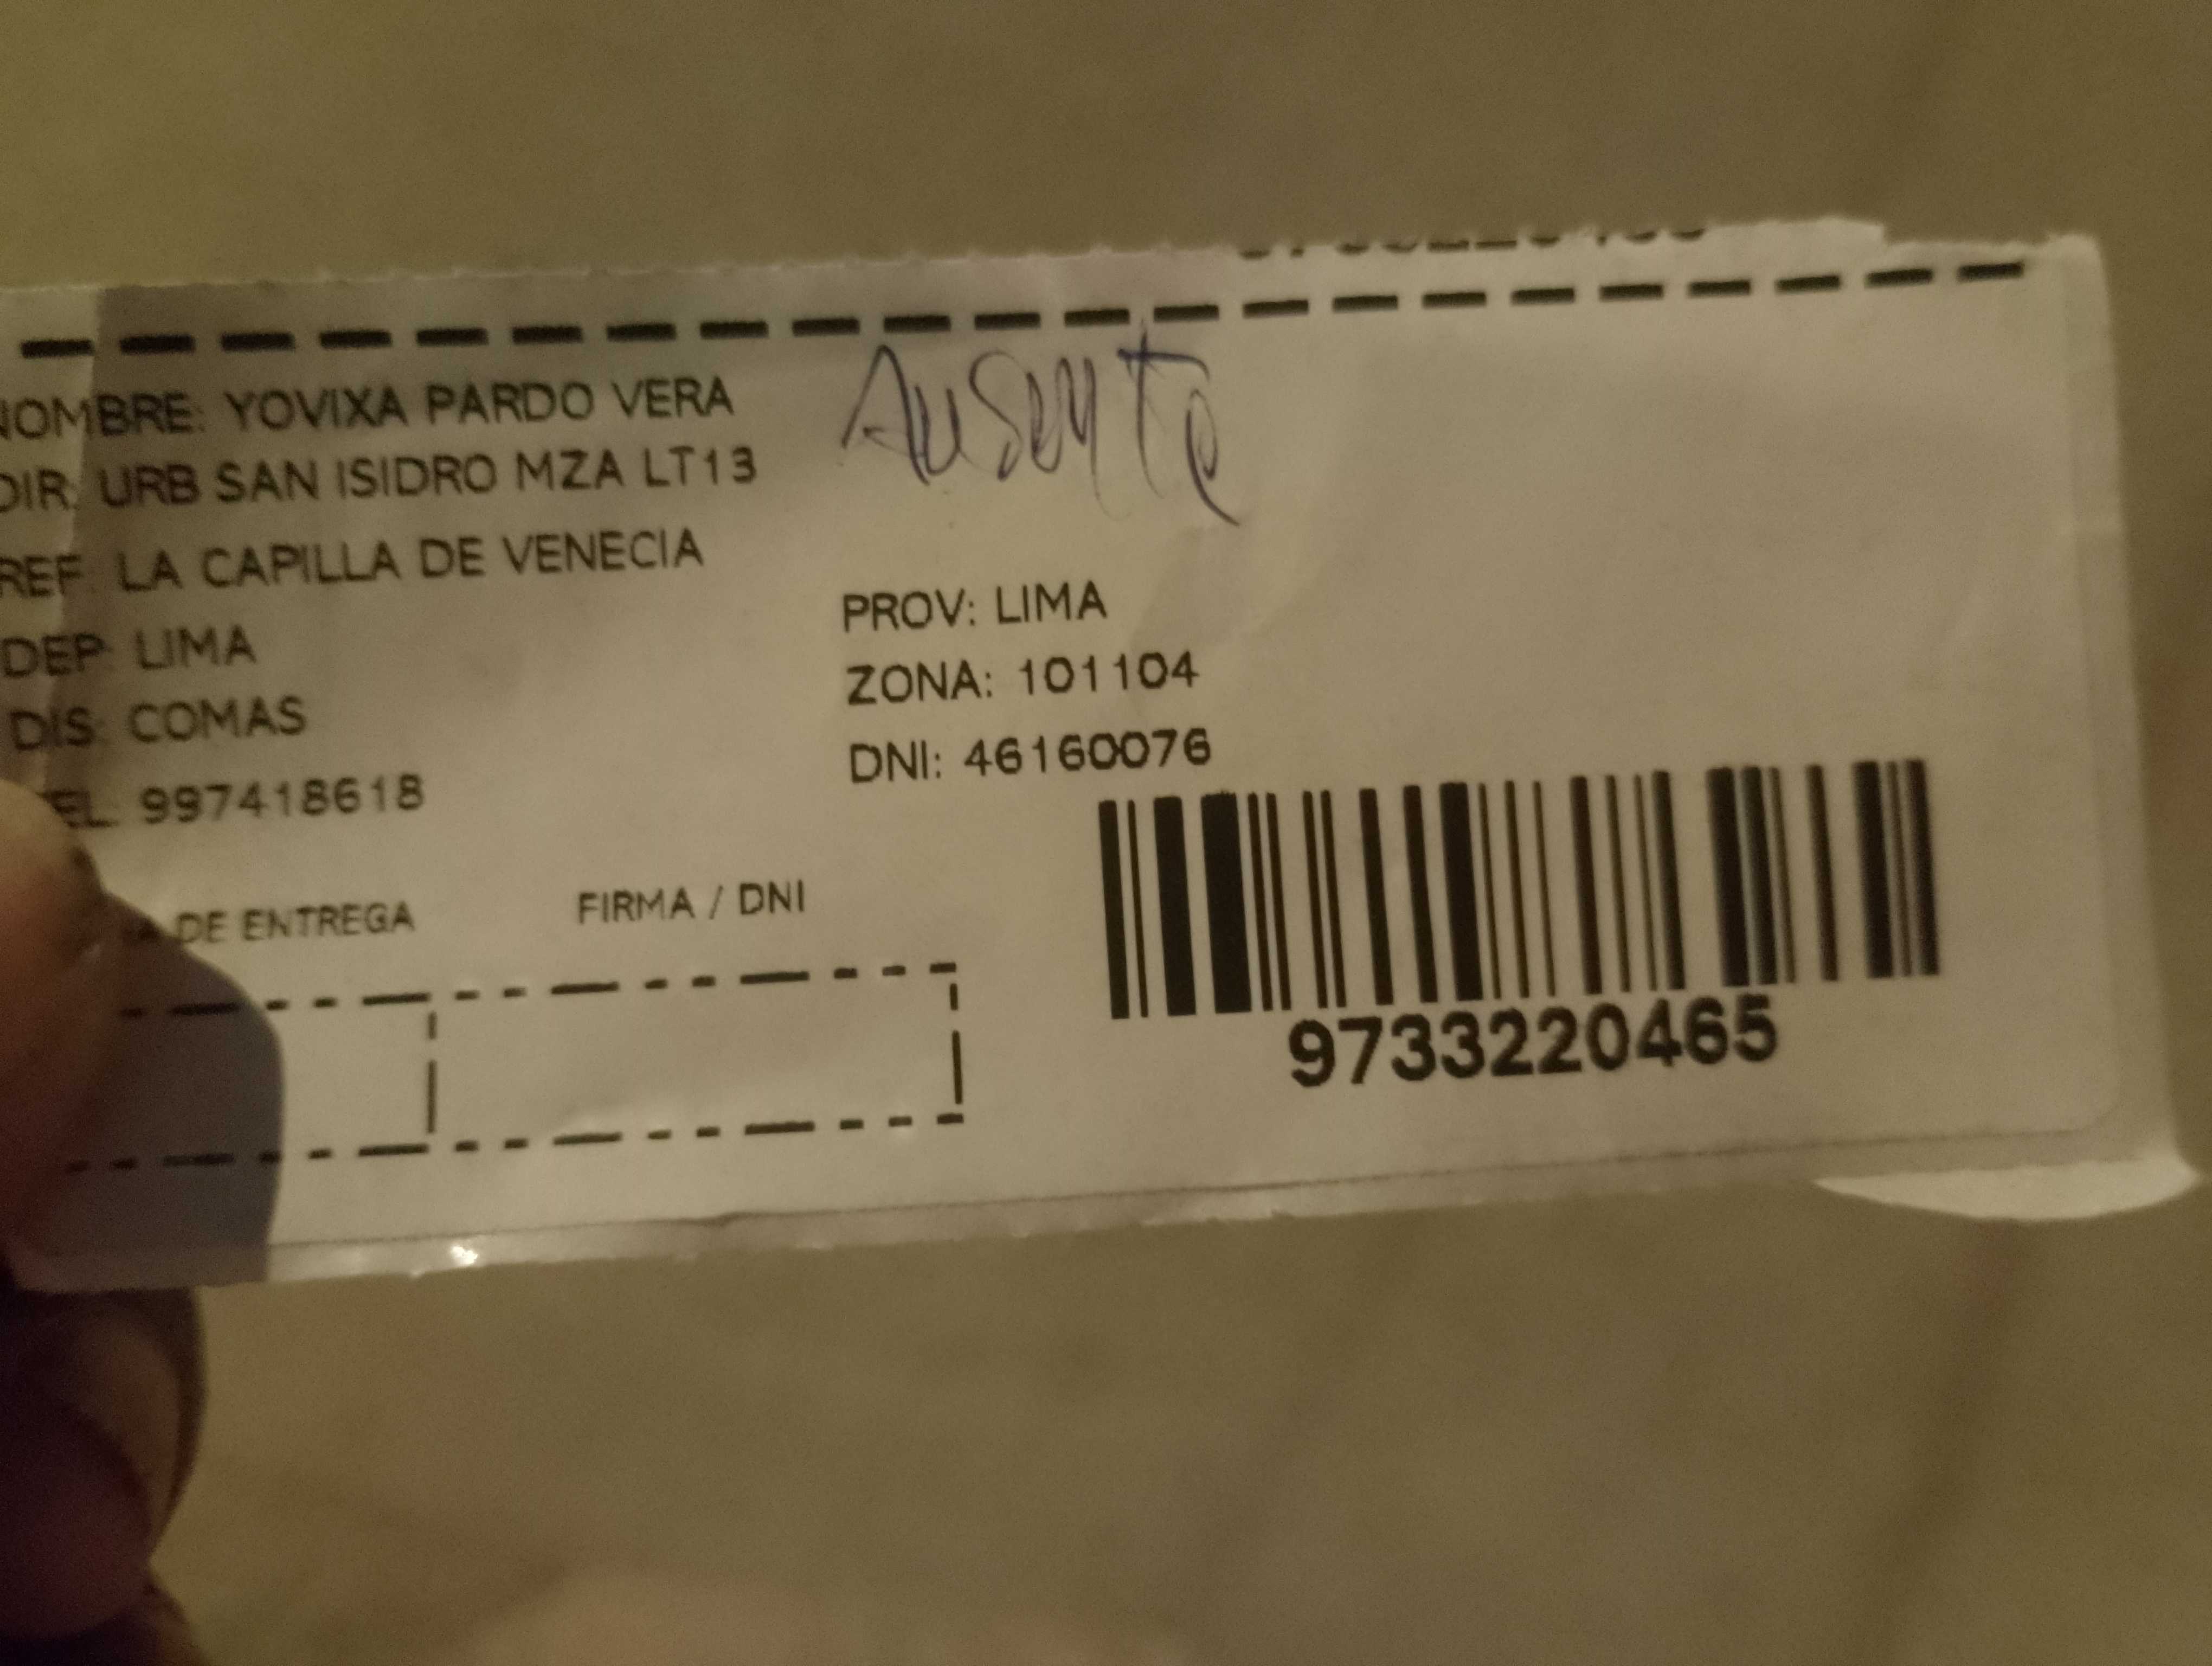 NOMBRE: YOVIXA PARDO VERA
Ausente
DIR: URB SAN ISIDRO MZA LT13
REF: LA CAPILLA DE VENECIA
DEP: LIMA
PROV: LIMA
DIS: COMAS
ZONA: 101104
TEL: 997418618
DNI: 46160076
DE ENTREGA
FIRMA / DNI
9733220465